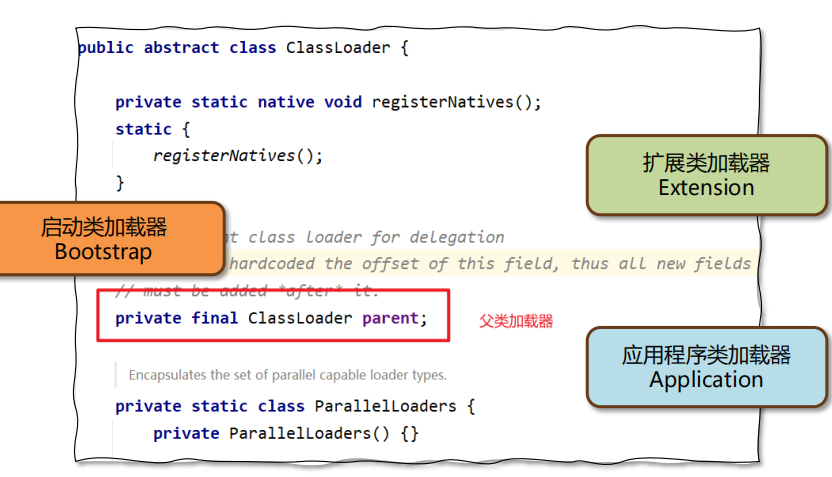 public abstract class ClassLoader {
private static native void registerNatives();
static {
registerNatives();
}
扩展类加载器
Extension
启动类加载器
Bootstrap
nt class loader for delegation
hardcoded the offset of this field, thus all new fields
// must be added *after* it.
private final ClassLoader parent;
父类加载器
应用程序类加载器
Application
Encapsulates the set of parallel capable loader types.
private static class ParallelLoaders {
private ParallelLoaders() {}